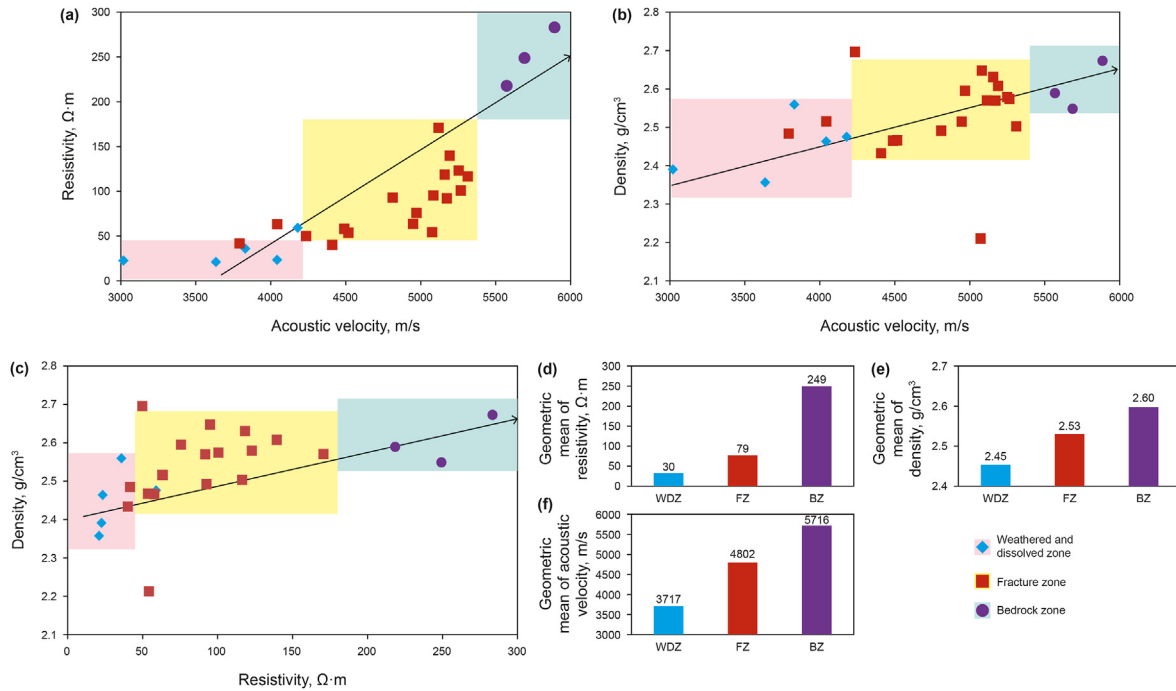 (a)
300
250
200
150
100
50
0
3000 3500 4000 4500 5000 5500 6000
Resistivity, Ω·m
Acoustic velocity, m/s
(b)
2.8
2.7
2.6
2.5
2.4
2.3
2.2
2.1
3000 3500 4000 4500 5000 5500 6000
Density, g/cm³
Acoustic velocity, m/s
(c)
2.8
2.7
2.6
2.5
2.4
2.3
2.2
2.1
0 50 100 150 200 250 300
Density, g/cm³
Resistivity, Ω·m
(d)
Geometric
mean of
resistivity, Ω·m
300
250
200
150
100
50
0
30 79 249
WDZ FZ BZ
(e)
Geometric
mean of
density, g/cm³
2.7
2.6
2.5
2.4
2.45 2.53 2.60
WDZ FZ BZ
(f)
Geometric
mean of acoustic
velocity, m/s
6000
5500
5000
4500
4000
3500
3000
3717 4802 5716
WDZ FZ BZ
Weathered and
dissolved zone
Fracture zone
Bedrock zone